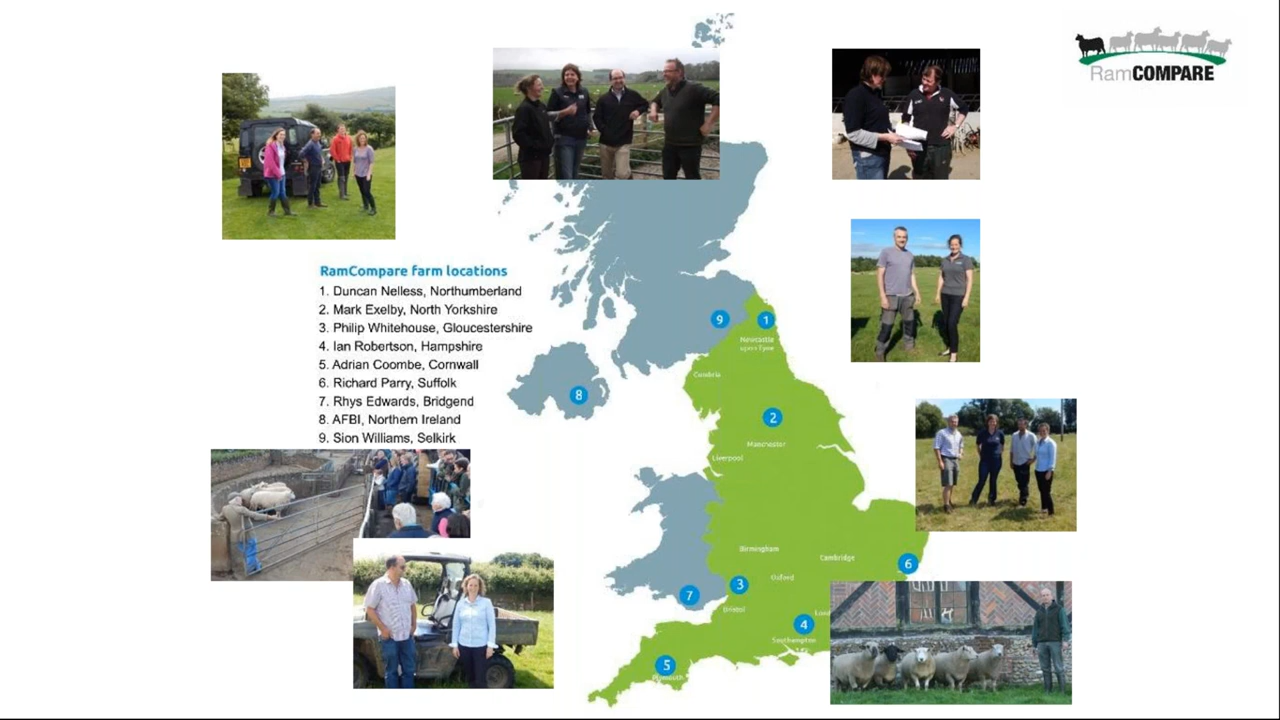 RamCOMPARE
RamCompare farm locations
1. Duncan Nelless, Northumberland
2. Mark Exelby, North Yorkshire
3. Philip Whitehouse, Gloucestershire
4. Ian Robertson, Hampshire
5. Adrian Coombe, Cornwall
6. Richard Parry, Suffolk
7. Rhys Edwards, Bridgend
8. AFBI, Northern Ireland
9. Sion Williams, Selkirk
9
1
Newcastle
upon Tyne
Cumbria
8
2
Manchester
Liverpool
Birmingham
Cambridge
6
Oxford
3
7
Bristol
Lond
4
Southampton
5
Plymouth